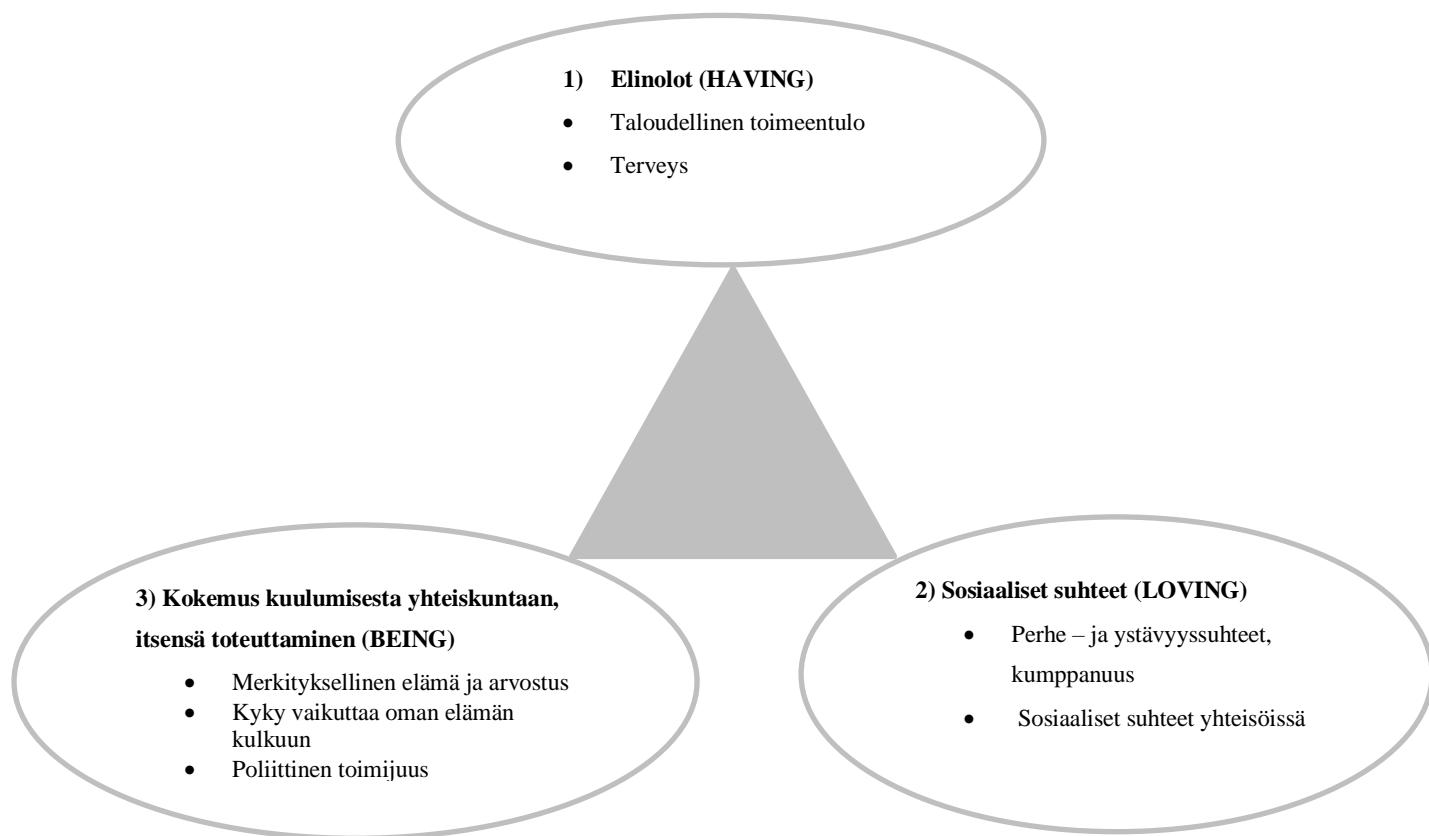 1) Elinolot (HAVING)
• Taloudellinen toimeentulo
• Terveys
3) Kokemus kuulumisesta yhteiskuntaan,
itsensä toteuttaminen (BEING)
• Merkityksellinen elämä ja arvostus
• Kyky vaikuttaa oman elämän
kulkuun
• Poliittinen toimijuus
2) Sosiaaliset suhteet (LOVING)
• Perhe – ja ystävyyssuhteet,
kumppanuus
• Sosiaaliset suhteet yhteisöissä